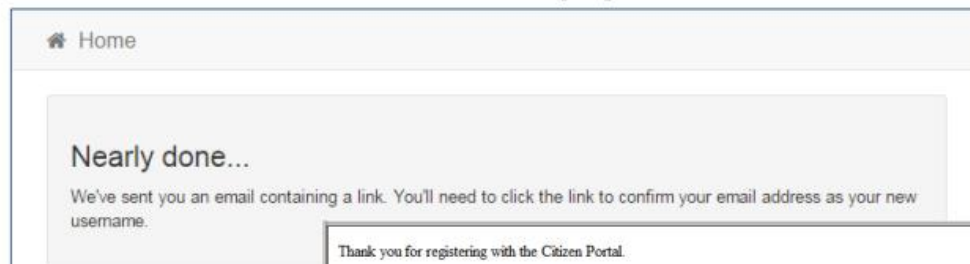 Home
Nearly done...
We've sent you an email containing a link. You'll need to click the link to confirm your email address as your new
username.
Thank you for registering with the Citizen Portal.